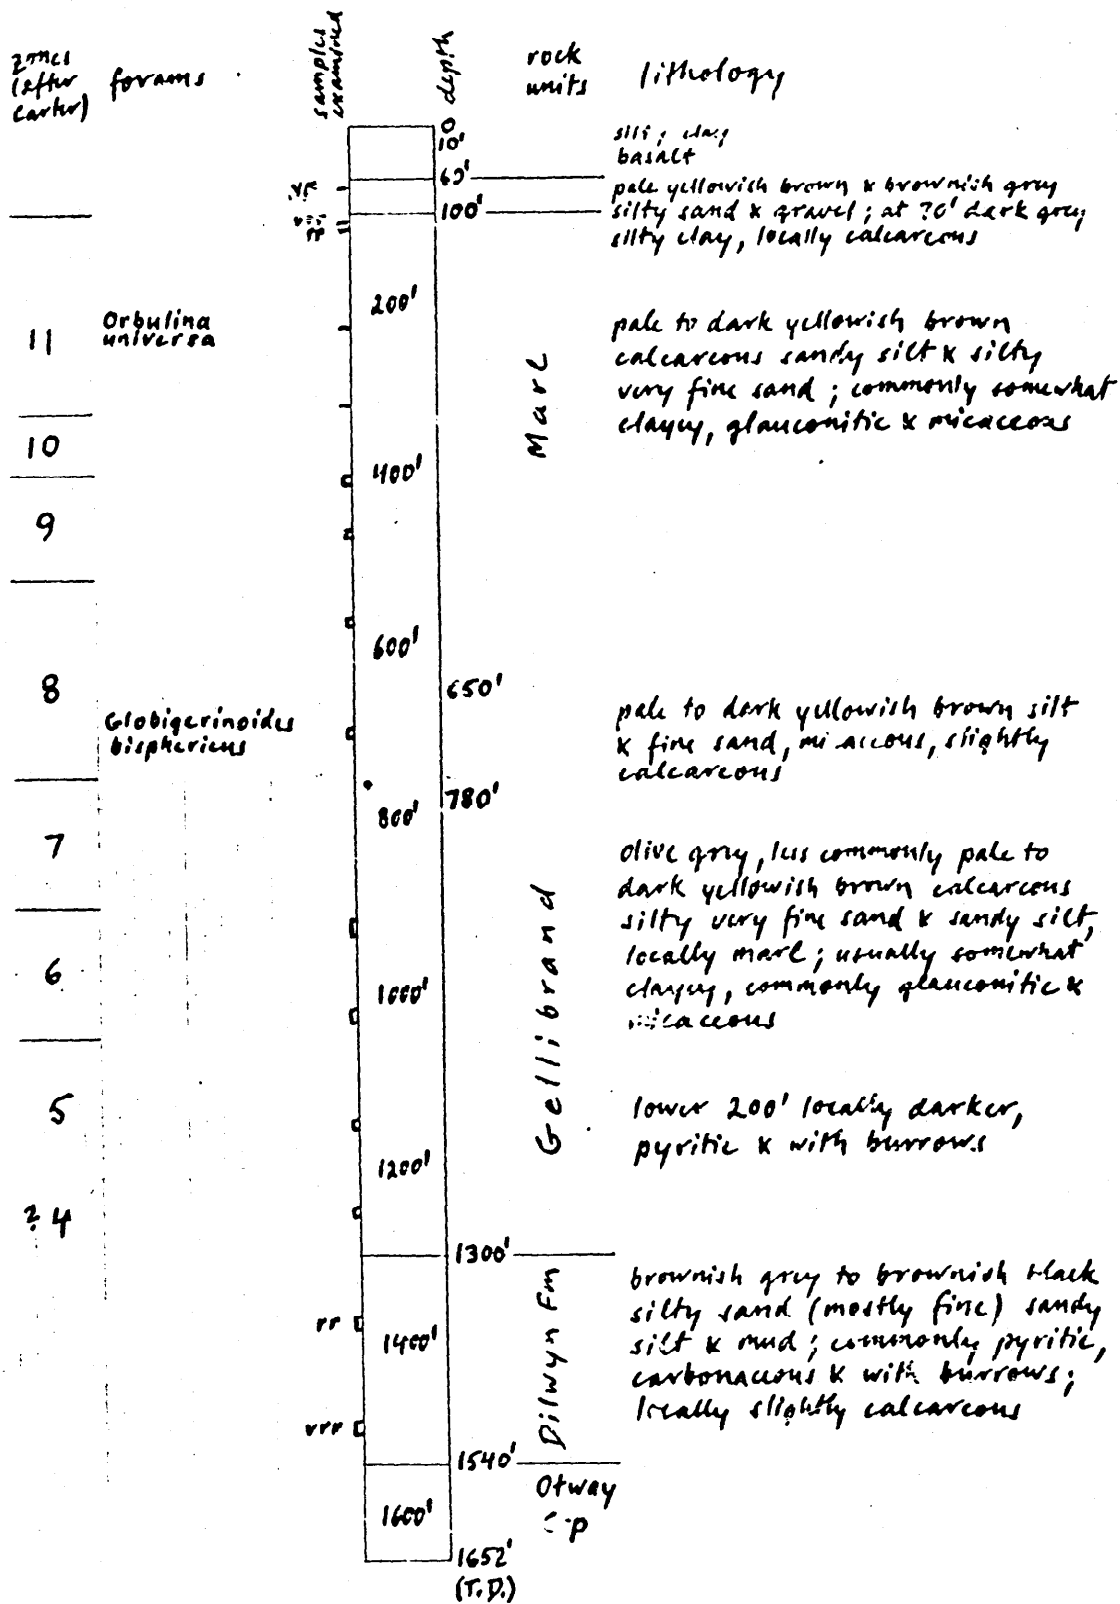 zones
(after
carter)
forams
samples
examined
depth
rock
units
lithology
0
10'
silt; clay
basalt
60'
pale yellowish brown & brownish grey
100'
silty sand & gravel; at 70' dark grey
rr
silty clay, locally calcareous
200'
11
Orbulina
universa
Marl
pale to dark yellowish brown
calcareous sandy silt & silty
very fine sand; commonly somewhat
clayey, glauconitic & micaceous
10
400'
9
600'
8
650'
Globigerinoides
bisphericus
pale to dark yellowish brown silt
& fine sand, micaceous, slightly
calcareous
780'
800'
7
olive grey, less commonly pale to
dark yellowish brown calcareous
silty very fine sand & sandy silt,
locally marl; usually somewhat
clayey, commonly glauconitic &
micaceous
6
1000'
Gellibrand
5
lower 200' locally darker,
pyritic & with burrows
1200'
? 4
1300'
Dilwyn Fm
brownish grey to brownish black
silty sand (mostly fine) sandy
silt & mud; commonly pyritic,
carbonaceous & with burrows;
locally slightly calcareous
rr
1400'
vrr
1540'
Otway
Gp
1600'
1652'
(T.D.)